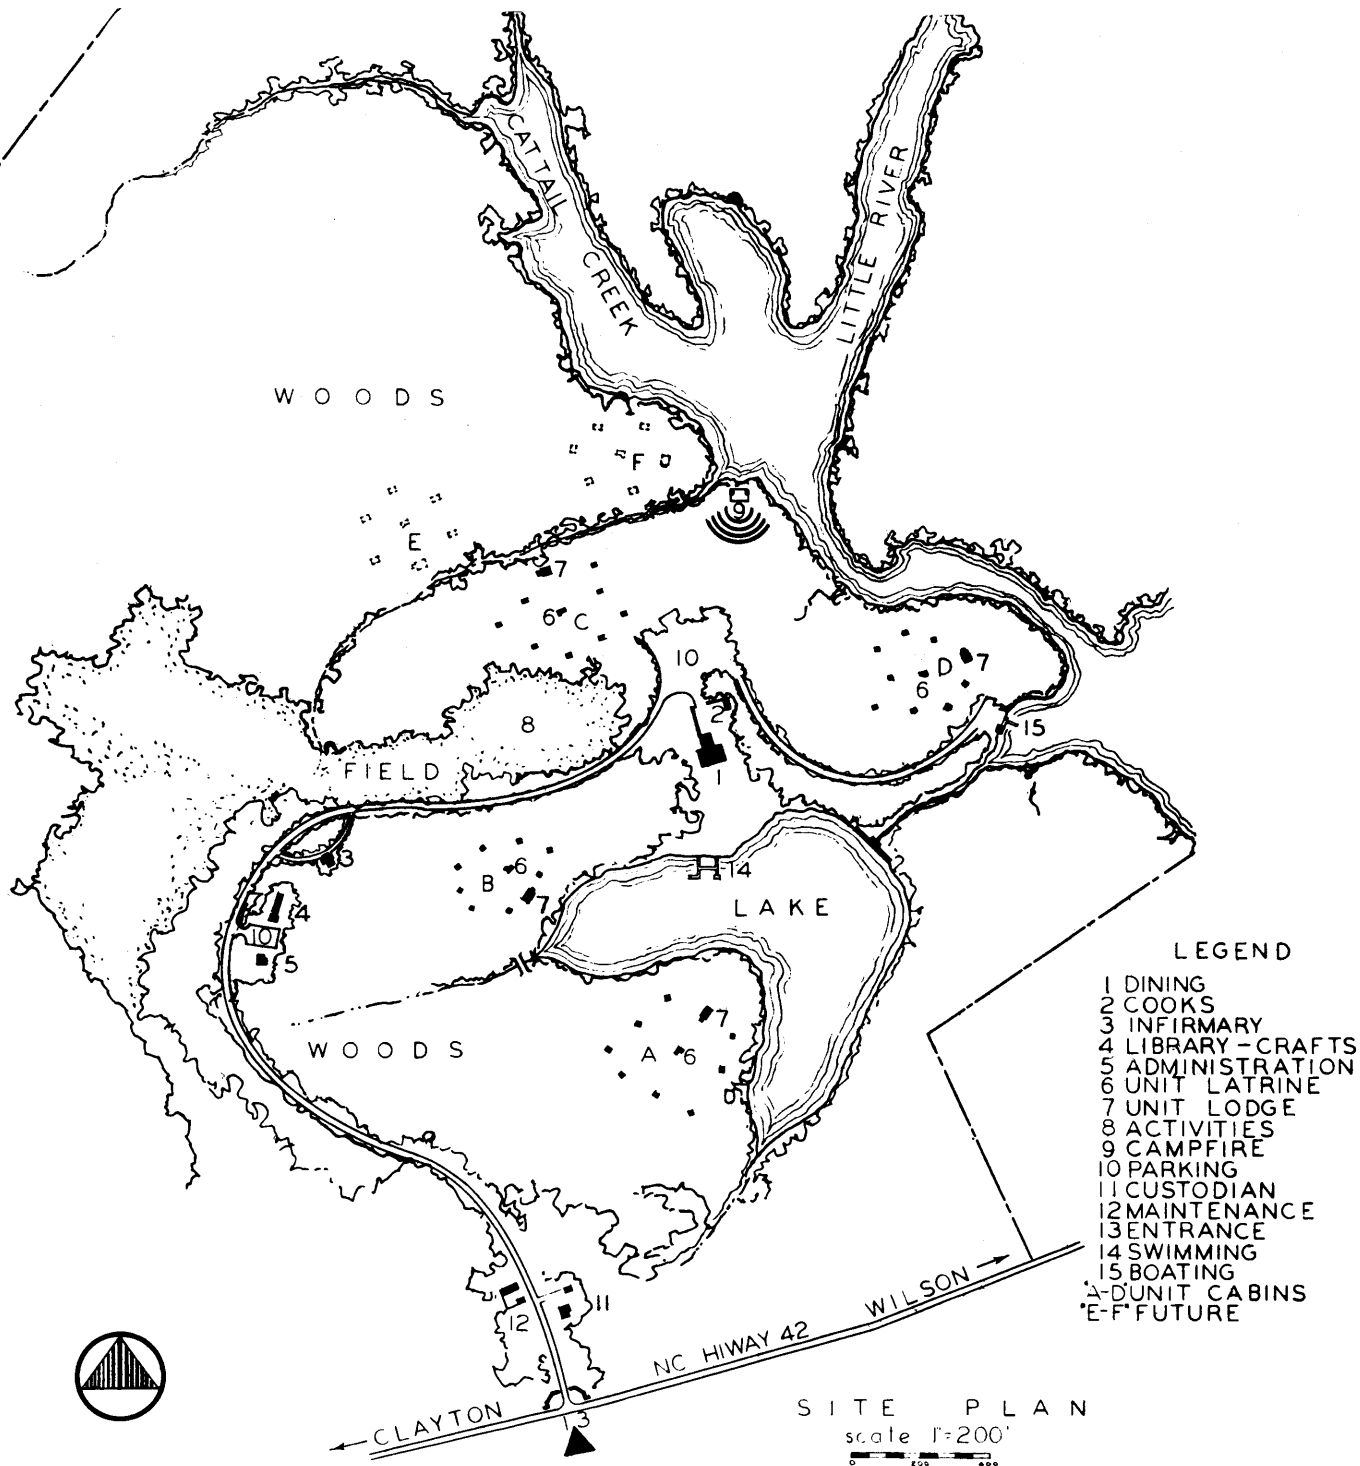 CATTAIL
CREEK
LITTLE RIVER
WOODS
F
9
E
7
6 C
10
D 7
6
2
8
15
FIELD
1
3
6
B
7
14
4
LAKE
10
5
7
WOODS
A 6
11
12
WILSON
NC HIWAY 42
CLAYTON
13
LEGEND
1 DINING
2 COOKS
3 INFIRMARY
4 LIBRARY-CRAFTS
5 ADMINISTRATION
6 UNIT LATRINE
7 UNIT LODGE
8 ACTIVITIES
9 CAMPFIRE
10 PARKING
11 CUSTODIAN
12 MAINTENANCE
13 ENTRANCE
14 SWIMMING
15 BOATING
"A-D" UNIT CABINS
"E-F" FUTURE
SITE PLAN
scale 1"=200'
0 200 400